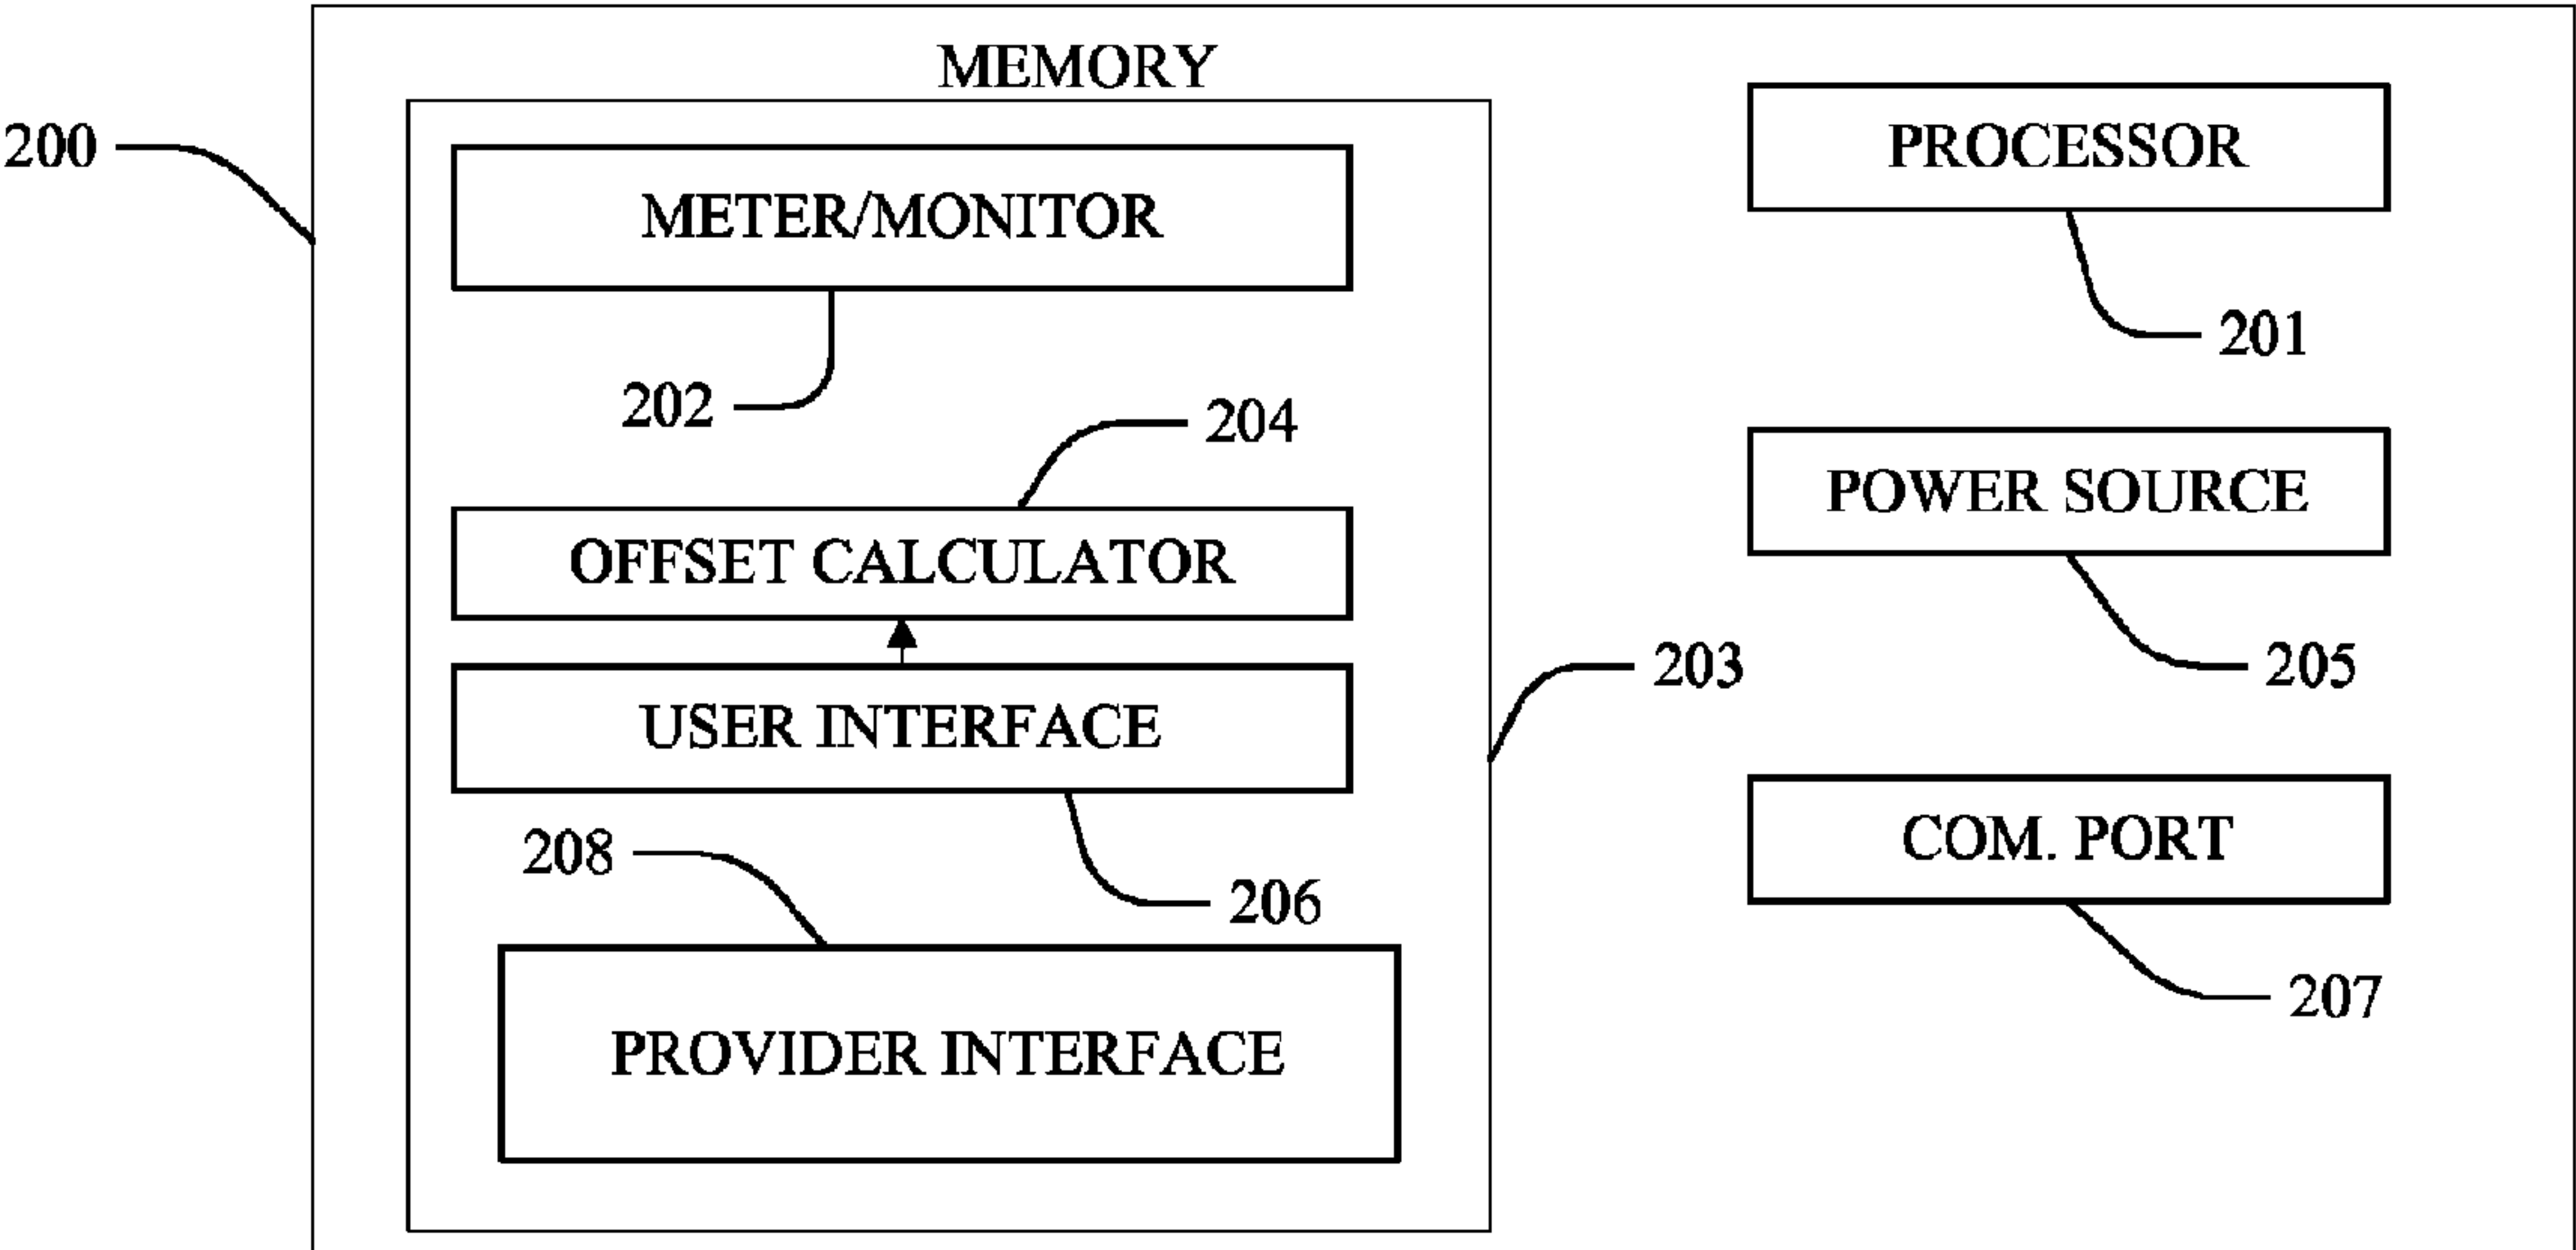 MEMORY
200
METER/MONITOR
202
204
OFFSET CALCULATOR
USER INTERFACE
203
208
206
PROVIDER INTERFACE
PROCESSOR
201
POWER SOURCE
205
COM. PORT
207